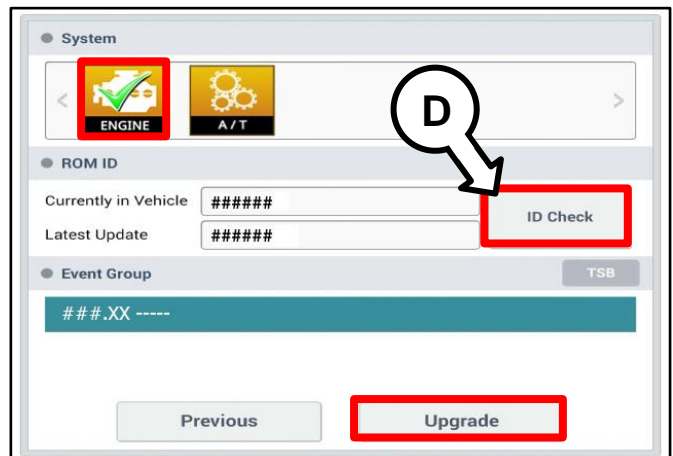 System
<
ENGINE
A/T
D
>
ROM ID
Currently in Vehicle ######
ID Check
Latest Update ######
Event Group TSB
###.XX -----
Previous Upgrade